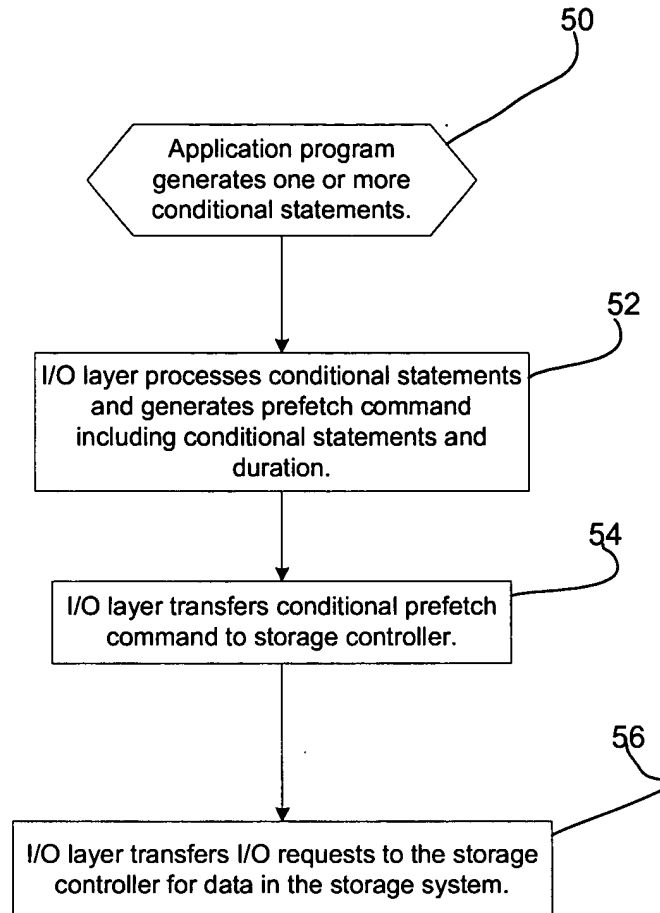 50
Application program
generates one or more
conditional statements.
52
I/O layer processes conditional statements
and generates prefetch command
including conditional statements and
duration.
54
I/O layer transfers conditional prefetch
command to storage controller.
56
I/O layer transfers I/O requests to the storage
controller for data in the storage system.